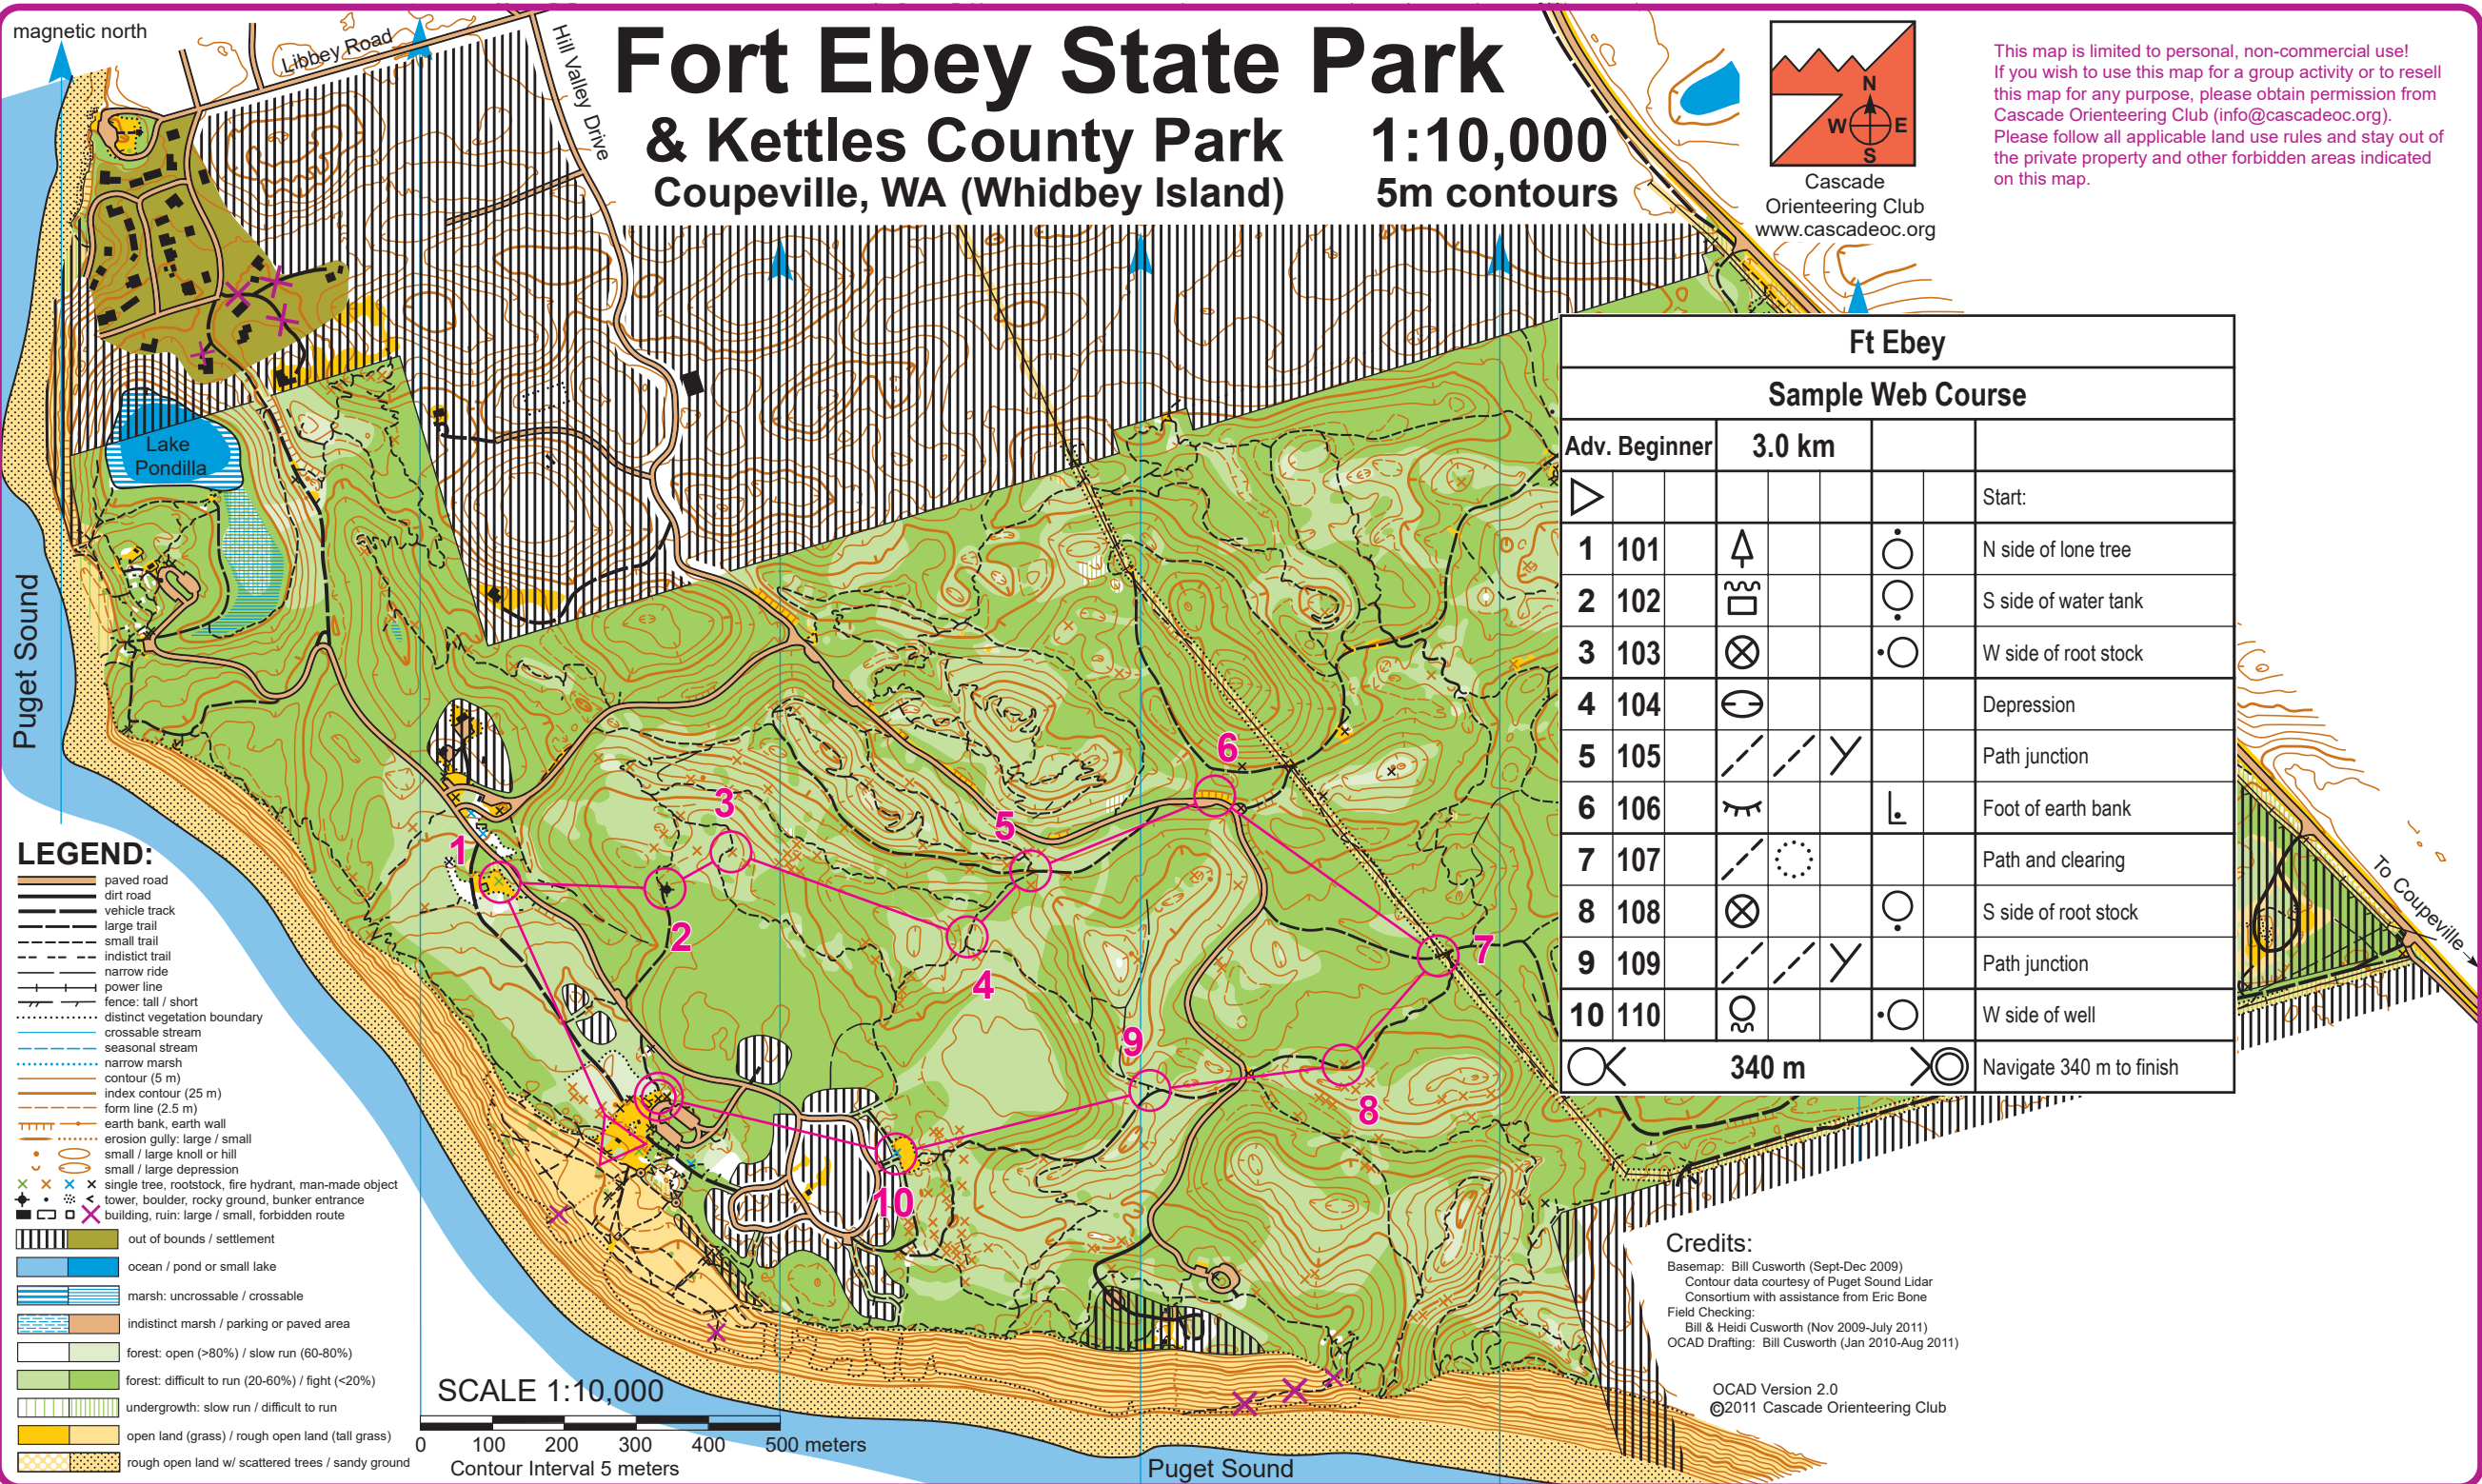 magnetic north
Libbey Road
Hill Valley Drive
Fort Ebey State Park
& Kettles County Park 1:10,000
Coupeville, WA (Whidbey Island) 5m contours
N
W E
S
Cascade
Orienteering Club
www.cascadeoc.org
This map is limited to personal, non-commercial use!
If you wish to use this map for a group activity or to resell
this map for any purpose, please obtain permission from
Cascade Orienteering Club (info@cascadeoc.org).
Please follow all applicable land use rules and stay out of
the private property and other forbidden areas indicated
on this map.
Lake
Pondilla
Puget Sound
Ft Ebey
Sample Web Course
Adv. Beginner 3.0 km
Start:
1 101 N side of lone tree
2 102 S side of water tank
3 103 W side of root stock
4 104 Depression
5 105 Path junction
6 106 Foot of earth bank
7 107 Path and clearing
8 108 S side of root stock
9 109 Path junction
10 110 W side of well
340 m Navigate 340 m to finish
To Coupeville
1
2
3
4
5
6
7
8
9
10
LEGEND:
paved road
dirt road
vehicle track
large trail
small trail
indistict trail
narrow ride
power line
fence: tall / short
distinct vegetation boundary
crossable stream
seasonal stream
narrow marsh
contour (5 m)
index contour (25 m)
form line (2.5 m)
earth bank, earth wall
erosion gully: large / small
small / large knoll or hill
small / large depression
single tree, rootstock, fire hydrant, man-made object
tower, boulder, rocky ground, bunker entrance
building, ruin: large / small, forbidden route
out of bounds / settlement
ocean / pond or small lake
marsh: uncrossable / crossable
indistinct marsh / parking or paved area
forest: open (>80%) / slow run (60-80%)
forest: difficult to run (20-60%) / fight (<20%)
undergrowth: slow run / difficult to run
open land (grass) / rough open land (tall grass)
rough open land w/ scattered trees / sandy ground
SCALE 1:10,000
0 100 200 300 400 500 meters
Contour Interval 5 meters
Puget Sound
Credits:
Basemap: Bill Cusworth (Sept-Dec 2009)
Contour data courtesy of Puget Sound Lidar
Consortium with assistance from Eric Bone
Field Checking:
Bill & Heidi Cusworth (Nov 2009-July 2011)
OCAD Drafting: Bill Cusworth (Jan 2010-Aug 2011)
OCAD Version 2.0
©2011 Cascade Orienteering Club